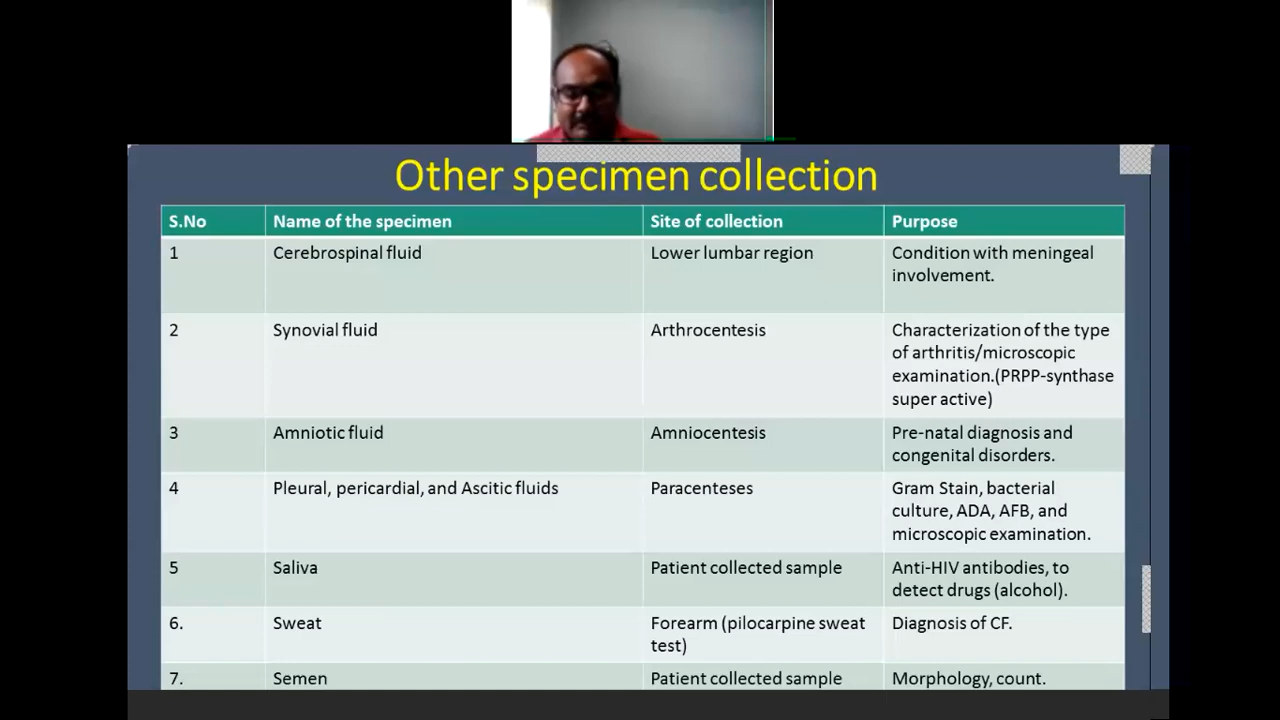 Other specimen collection
S.No Name of the specimen Site of collection Purpose
1 Cerebrospinal fluid Lower lumbar region Condition with meningeal
involvement.
2 Synovial fluid Arthrocentesis Characterization of the type
of arthritis/microscopic
examination.(PRPP-synthase
super active)
3 Amniotic fluid Amniocentesis Pre-natal diagnosis and
congenital disorders.
4 Pleural, pericardial, and Ascitic fluids Paracenteses Gram Stain, bacterial
culture, ADA, AFB, and
microscopic examination.
5 Saliva Patient collected sample Anti-HIV antibodies, to
detect drugs (alcohol).
6. Sweat Forearm (pilocarpine sweat Diagnosis of CF.
test)
7. Semen Patient collected sample Morphology, count.